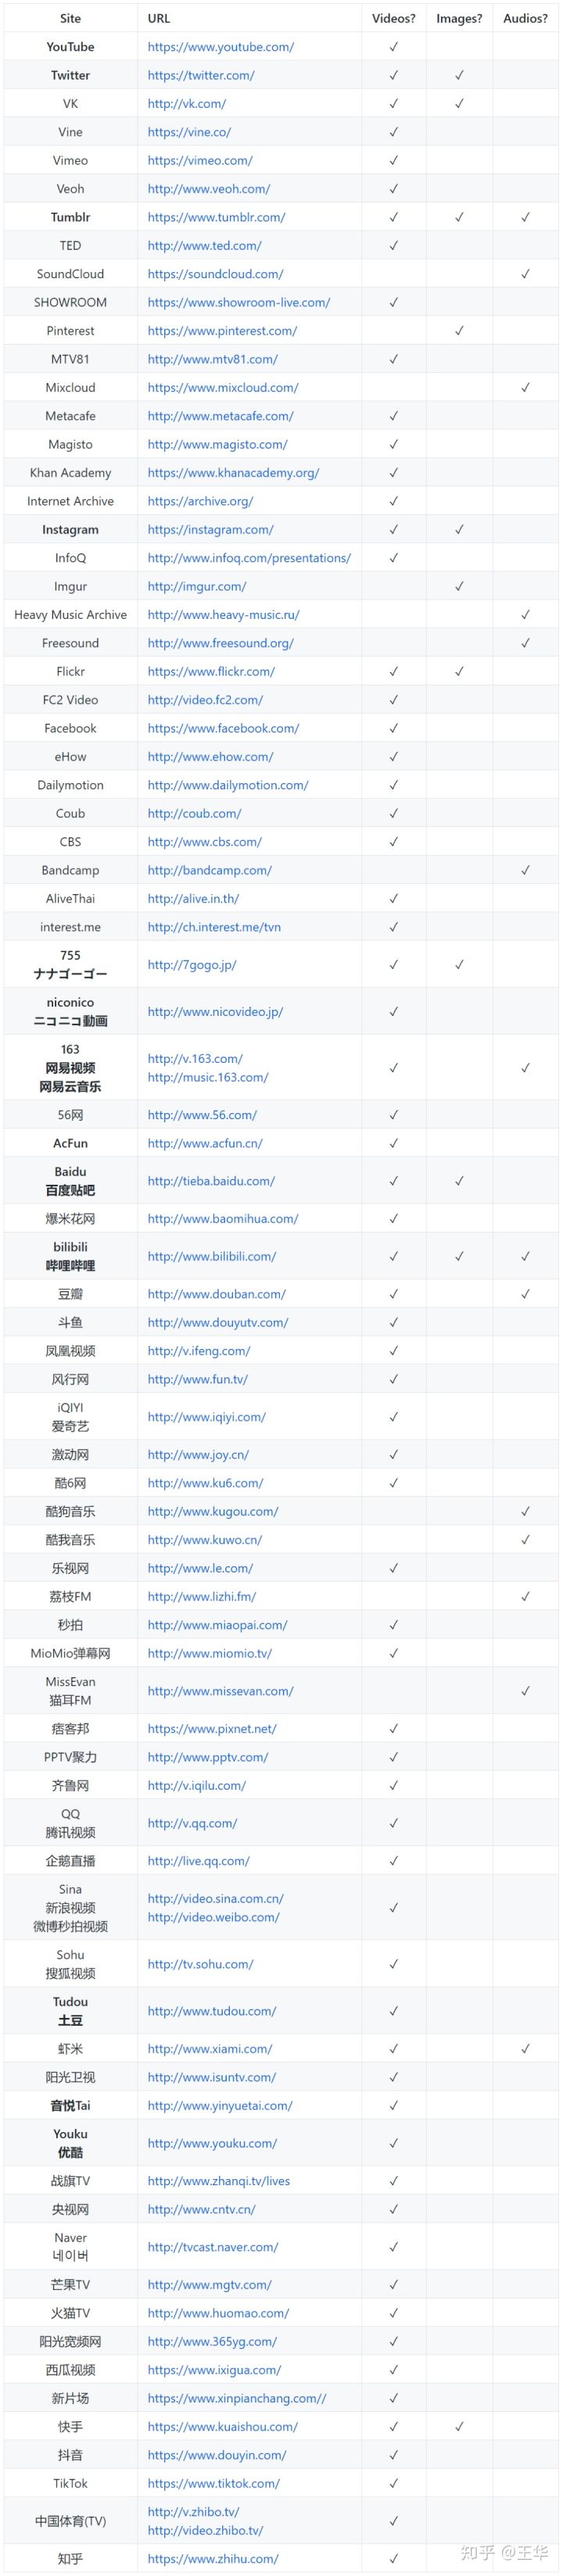 Site URL Videos? Images? Audios?
YouTube https://www.youtube.com/ ✓
Twitter https://twitter.com/ ✓ ✓
VK http://vk.com/ ✓ ✓
Vine https://vine.co/ ✓
Vimeo https://vimeo.com/ ✓
Veoh http://www.veoh.com/ ✓
Tumblr https://www.tumblr.com/ ✓ ✓ ✓
TED http://www.ted.com/ ✓
SoundCloud https://soundcloud.com/ ✓
SHOWROOM https://www.showroom-live.com/ ✓
Pinterest https://www.pinterest.com/ ✓
MTV81 http://www.mtv81.com/ ✓
Mixcloud https://www.mixcloud.com/ ✓
Metacafe http://www.metacafe.com/ ✓
Magisto http://www.magisto.com/ ✓
Khan Academy https://www.khanacademy.org/ ✓
Internet Archive https://archive.org/ ✓
Instagram https://instagram.com/ ✓ ✓
InfoQ http://www.infoq.com/presentations/ ✓
Imgur http://imgur.com/ ✓
Heavy Music Archive http://www.heavy-music.ru/ ✓
Freesound http://www.freesound.org/ ✓
Flickr https://www.flickr.com/ ✓ ✓
FC2 Video http://video.fc2.com/ ✓
Facebook https://www.facebook.com/ ✓
eHow http://www.ehow.com/ ✓
Dailymotion http://www.dailymotion.com/ ✓
Coub http://coub.com/ ✓
CBS http://www.cbs.com/ ✓
Bandcamp http://bandcamp.com/ ✓
AliveThai http://alive.in.th/ ✓
interest.me http://ch.interest.me/tvn ✓
755
ナナゴーゴー http://7gogo.jp/ ✓ ✓
niconico
ニコニコ動画 http://www.nicovideo.jp/ ✓
163
网易视频
网易云音乐 http://v.163.com/
http://music.163.com/ ✓ ✓
56网 http://www.56.com/ ✓
AcFun http://www.acfun.cn/ ✓
Baidu
百度贴吧 http://tieba.baidu.com/ ✓ ✓
爆米花网 http://www.baomihua.com/ ✓
bilibili
哔哩哔哩 http://www.bilibili.com/ ✓ ✓ ✓
豆瓣 http://www.douban.com/ ✓ ✓
斗鱼 http://www.douyutv.com/ ✓
凤凰视频 http://v.ifeng.com/ ✓
风行网 http://www.fun.tv/ ✓
iQIYI
爱奇艺 http://www.iqiyi.com/ ✓
激动网 http://www.joy.cn/ ✓
酷6网 http://www.ku6.com/ ✓
酷狗音乐 http://www.kugou.com/ ✓
酷我音乐 http://www.kuwo.cn/ ✓
乐视网 http://www.le.com/ ✓
荔枝FM http://www.lizhi.fm/ ✓
秒拍 http://www.miaopai.com/ ✓
MioMio弹幕网 http://www.miomio.tv/ ✓
MissEvan
猫耳FM http://www.missevan.com/ ✓
痞客邦 https://www.pixnet.net/ ✓
PPTV聚力 http://www.pptv.com/ ✓
齐鲁网 http://v.iqilu.com/ ✓
QQ
腾讯视频 http://v.qq.com/ ✓
企鹅直播 http://live.qq.com/ ✓
Sina
新浪视频
微博秒拍视频 http://video.sina.com.cn/
http://video.weibo.com/ ✓
Sohu
搜狐视频 http://tv.sohu.com/ ✓
Tudou
土豆 http://www.tudou.com/ ✓
虾米 http://www.xiami.com/ ✓ ✓
阳光卫视 http://www.isuntv.com/ ✓
音悦Tai http://www.yinyuetai.com/ ✓
Youku
优酷 http://www.youku.com/ ✓
战旗TV http://www.zhanqi.tv/lives ✓
央视网 http://www.cntv.cn/ ✓
Naver
네이버 http://tvcast.naver.com/ ✓
芒果TV http://www.mgtv.com/ ✓
火猫TV http://www.huomao.com/ ✓
阳光宽频网 http://www.365yg.com/ ✓
西瓜视频 https://www.ixigua.com/ ✓
新片场 https://www.xinpianchang.com// ✓
快手 https://www.kuaishou.com/ ✓ ✓
抖音 https://www.douyin.com/ ✓
TikTok https://www.tiktok.com/ ✓
中国体育(TV) http://v.zhibo.tv/
http://video.zhibo.tv/ ✓
知乎 https://www.zhihu.com/ ✓
知乎 @王华